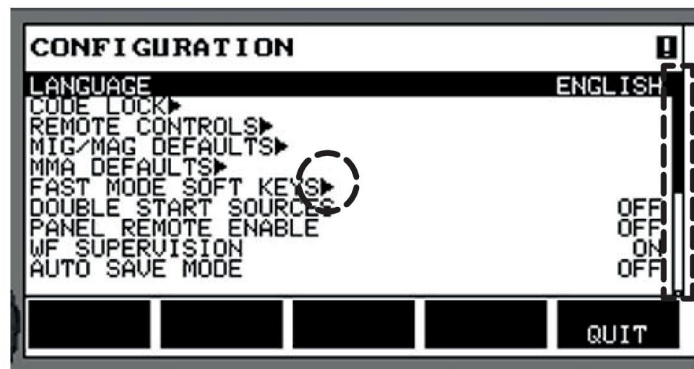 CONFIGURATION
LANGUAGE ENGLISH
CODE LOCK▶
REMOTE CONTROLS▶
MIG/MAG DEFAULTS▶
MMA DEFAULTS▶
FAST MODE SOFT KEYS▶
DOUBLE START SOURCES OFF
PANEL REMOTE ENABLE OFF
WF SUPERVISION ON
AUTO SAVE MODE OFF
QUIT